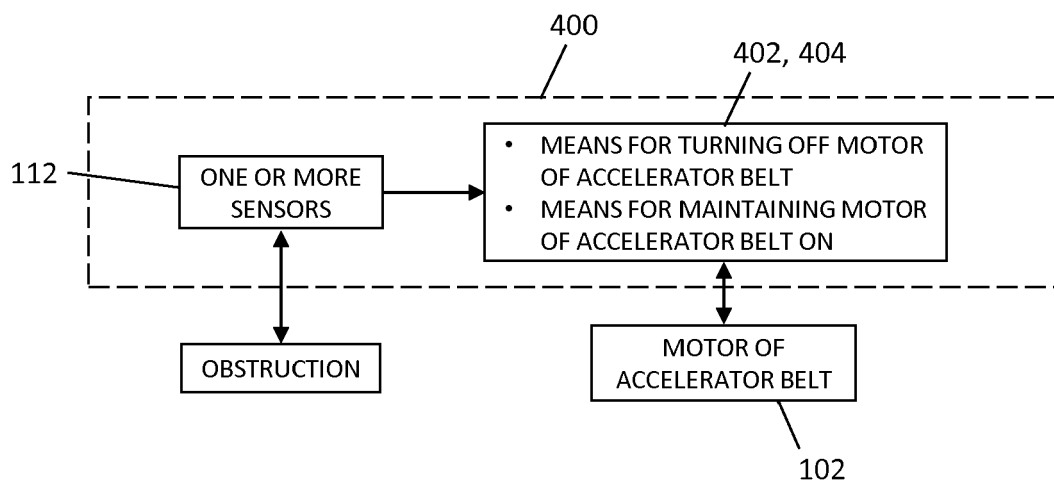 400
402, 404
112
ONE OR MORE
SENSORS
• MEANS FOR TURNING OFF MOTOR
OF ACCELERATOR BELT
• MEANS FOR MAINTAINING MOTOR
OF ACCELERATOR BELT ON
OBSTRUCTION
MOTOR OF
ACCELERATOR BELT
102